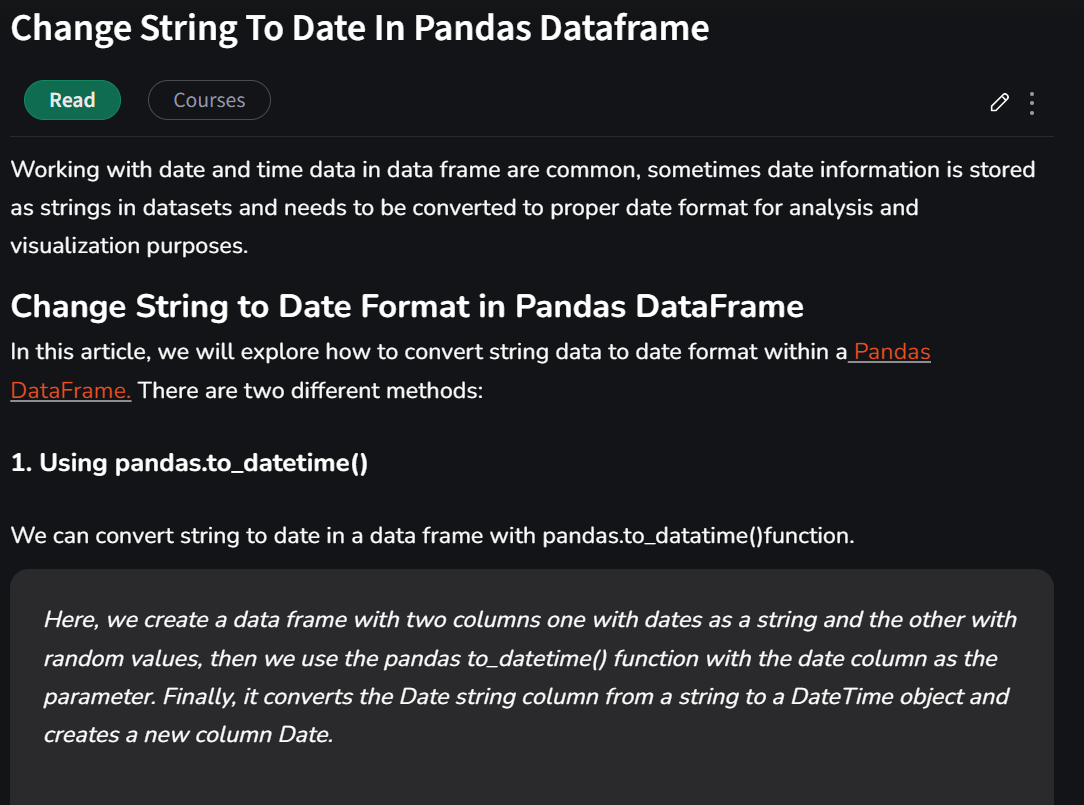 Change String To Date In Pandas Dataframe
Read
Courses
Working with date and time data in data frame are common, sometimes date information is stored
as strings in datasets and needs to be converted to proper date format for analysis and
visualization purposes.
Change String to Date Format in Pandas DataFrame
In this article, we will explore how to convert string data to date format within a Pandas
DataFrame. There are two different methods:
1. Using pandas.to_datetime()
We can convert string to date in a data frame with pandas.to_datatime()function.
Here, we create a data frame with two columns one with dates as a string and the other with
random values, then we use the pandas to_datetime() function with the date column as the
parameter. Finally, it converts the Date string column from a string to a DateTime object and
creates a new column Date.